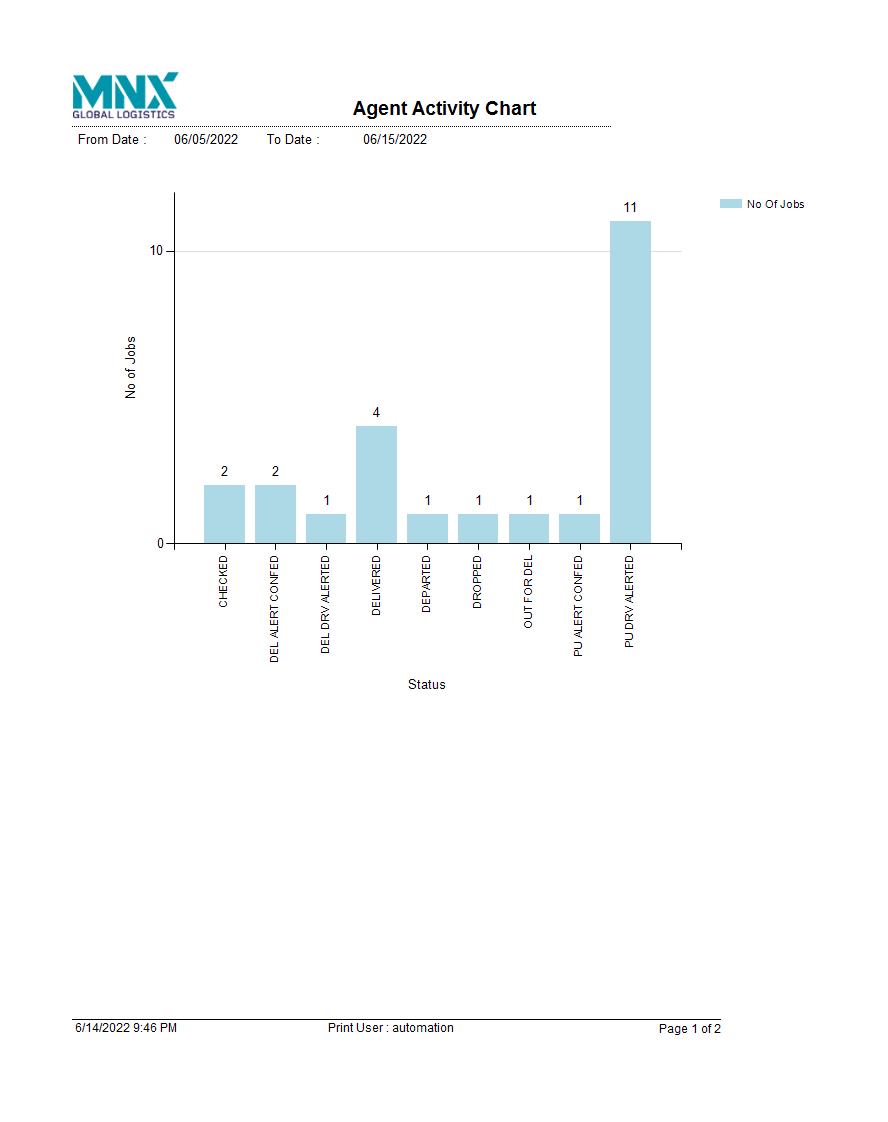 MNX
GLOBAL LOGISTICS
Agent Activity Chart
From Date : 06/05/2022 To Date : 06/15/2022
11
No Of Jobs
10
No of Jobs
4
2 2
1 1 1 1 1
0
CHECKED
DEL ALERT CONFED
DEL DRV ALERTED
DELIVERED
DEPARTED
DROPPED
OUT FOR DEL
PU ALERT CONFED
PU DRV ALERTED
Status
6/14/2022 9:46 PM Print User : automation Page 1 of 2